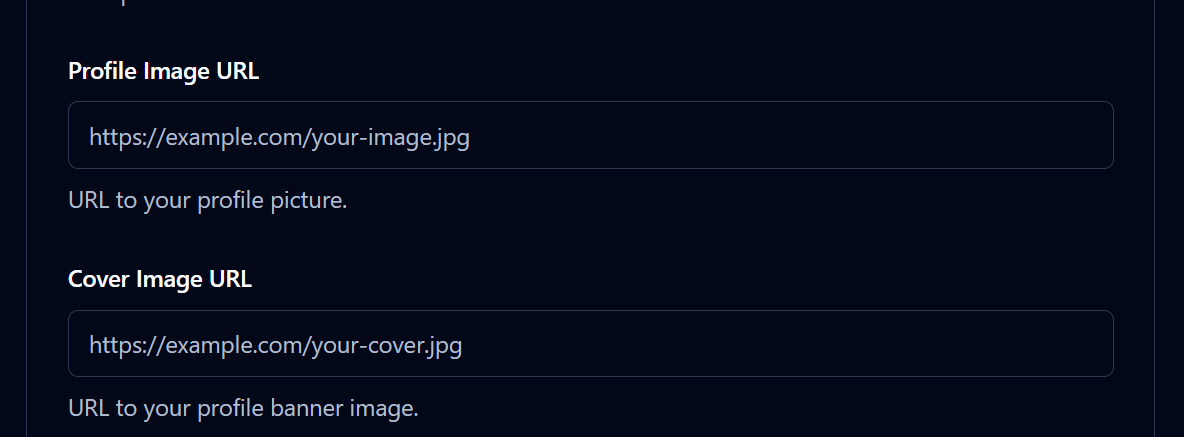 Profile Image URL
https://example.com/your-image.jpg
URL to your profile picture.
Cover Image URL
https://example.com/your-cover.jpg
URL to your profile banner image.